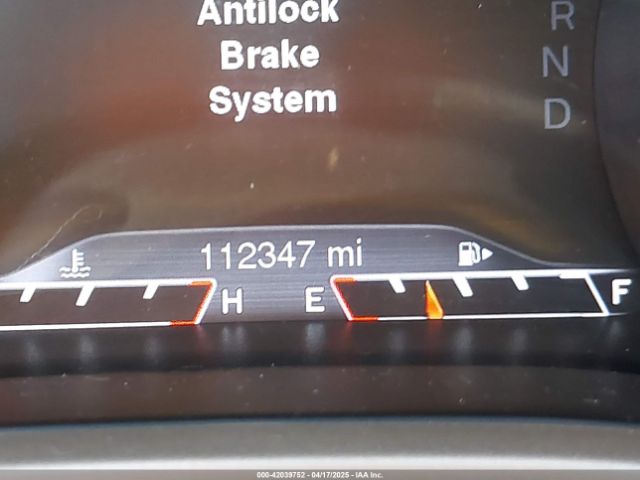 Antilock
Brake
System
R
N
D
112347 mi
H
E
F
000-42039752 - 04/17/2025 - IAA Inc.